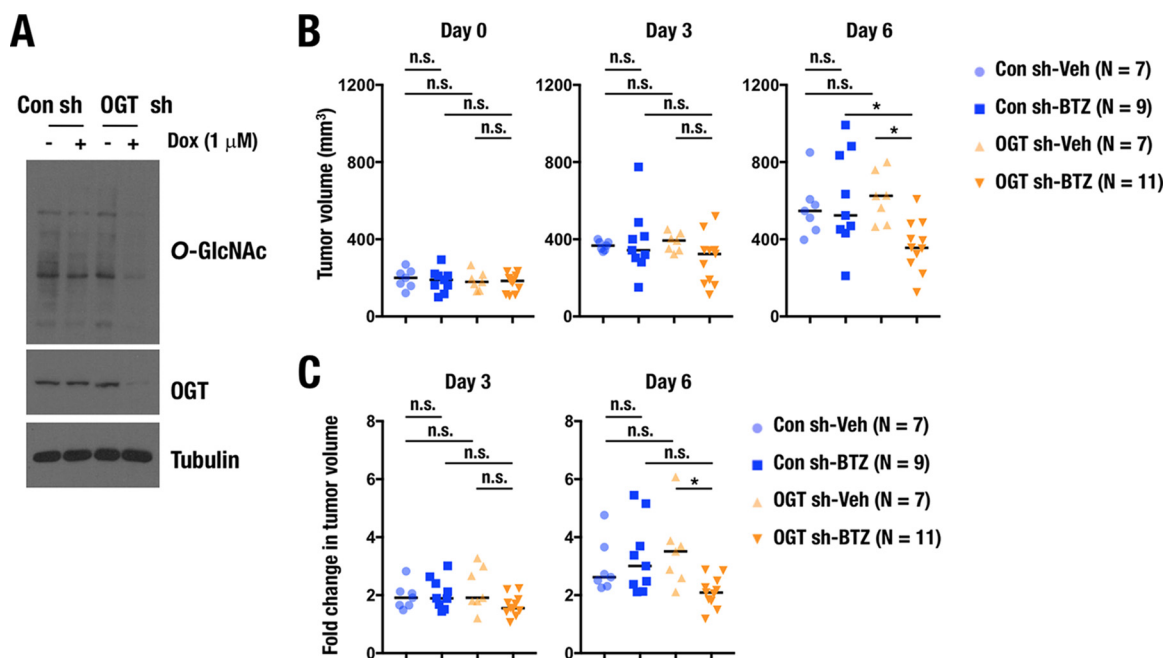 A
Con sh OGT sh
- + - + Dox (1 μM)
O-GlcNAc
OGT
Tubulin
B
Day 0 Day 3 Day 6
n.s. n.s. n.s.
n.s. n.s. n.s.
n.s. n.s. *
n.s. n.s. *
Tumor volume (mm³)
1200 1200 1200
800 800 800
400 400 400
0 0 0
Con sh-Veh (N = 7)
Con sh-BTZ (N = 9)
OGT sh-Veh (N = 7)
OGT sh-BTZ (N = 11)
C
Day 3 Day 6
n.s. n.s.
n.s. n.s.
n.s. n.s.
n.s. *
Fold change in tumor volume
8 8
6 6
4 4
2 2
0 0
Con sh-Veh (N = 7)
Con sh-BTZ (N = 9)
OGT sh-Veh (N = 7)
OGT sh-BTZ (N = 11)